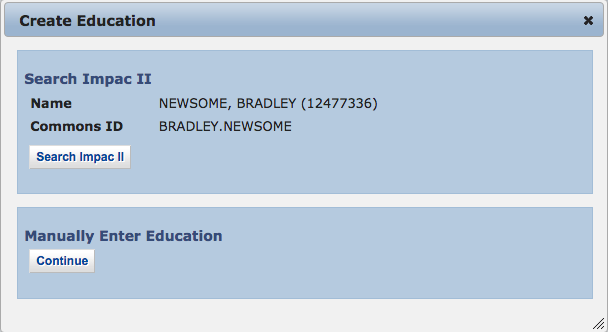 Create Education
Search Impac II
Name NEWSOME, BRADLEY (12477336)
Commons ID BRADLEY.NEWSOME
Search Impac II
Manually Enter Education
Continue